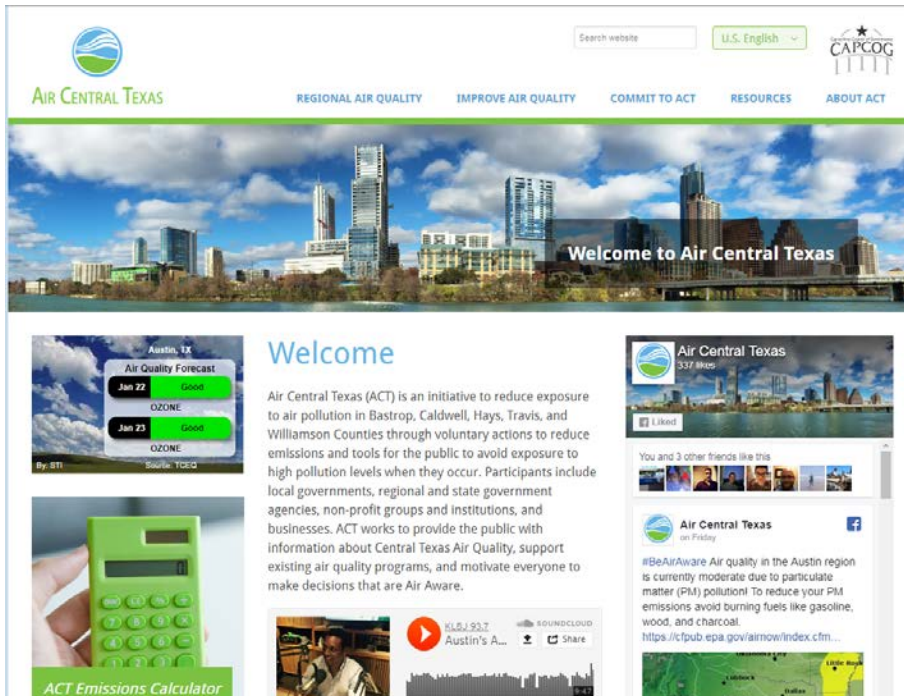 Search website
U.S. English
CAPCOG
AIR CENTRAL TEXAS
REGIONAL AIR QUALITY
IMPROVE AIR QUALITY
COMMIT TO ACT
RESOURCES
ABOUT ACT
Welcome to Air Central Texas
Austin, TX
Air Quality Forecast
Jan 22 Good
OZONE
Jan 23 Good
OZONE
By: STI Source: TCEQ
ACT Emissions Calculator
Welcome
Air Central Texas (ACT) is an initiative to reduce exposure
to air pollution in Bastrop, Caldwell, Hays, Travis, and
Williamson Counties through voluntary actions to reduce
emissions and tools for the public to avoid exposure to
high pollution levels when they occur. Participants include
local governments, regional and state government
agencies, non-profit groups and institutions, and
businesses. ACT works to provide the public with
information about Central Texas Air Quality, support
existing air quality programs, and motivate everyone to
make decisions that are Air Aware.
KLBJ 93.7
Austin's A...
SOUNDCLOUD
Share
9:47
Air Central Texas
337 likes
Liked
You and 3 other friends like this
Air Central Texas
on Friday
#BeAirAware Air quality in the Austin region
is currently moderate due to particulate
matter (PM) pollution! To reduce your PM
emissions avoid burning fuels like gasoline,
wood, and charcoal.
https://cfpub.epa.gov/airnow/index.cfm...
Oklahoma City
Little Rock
Lubbock
Dallas